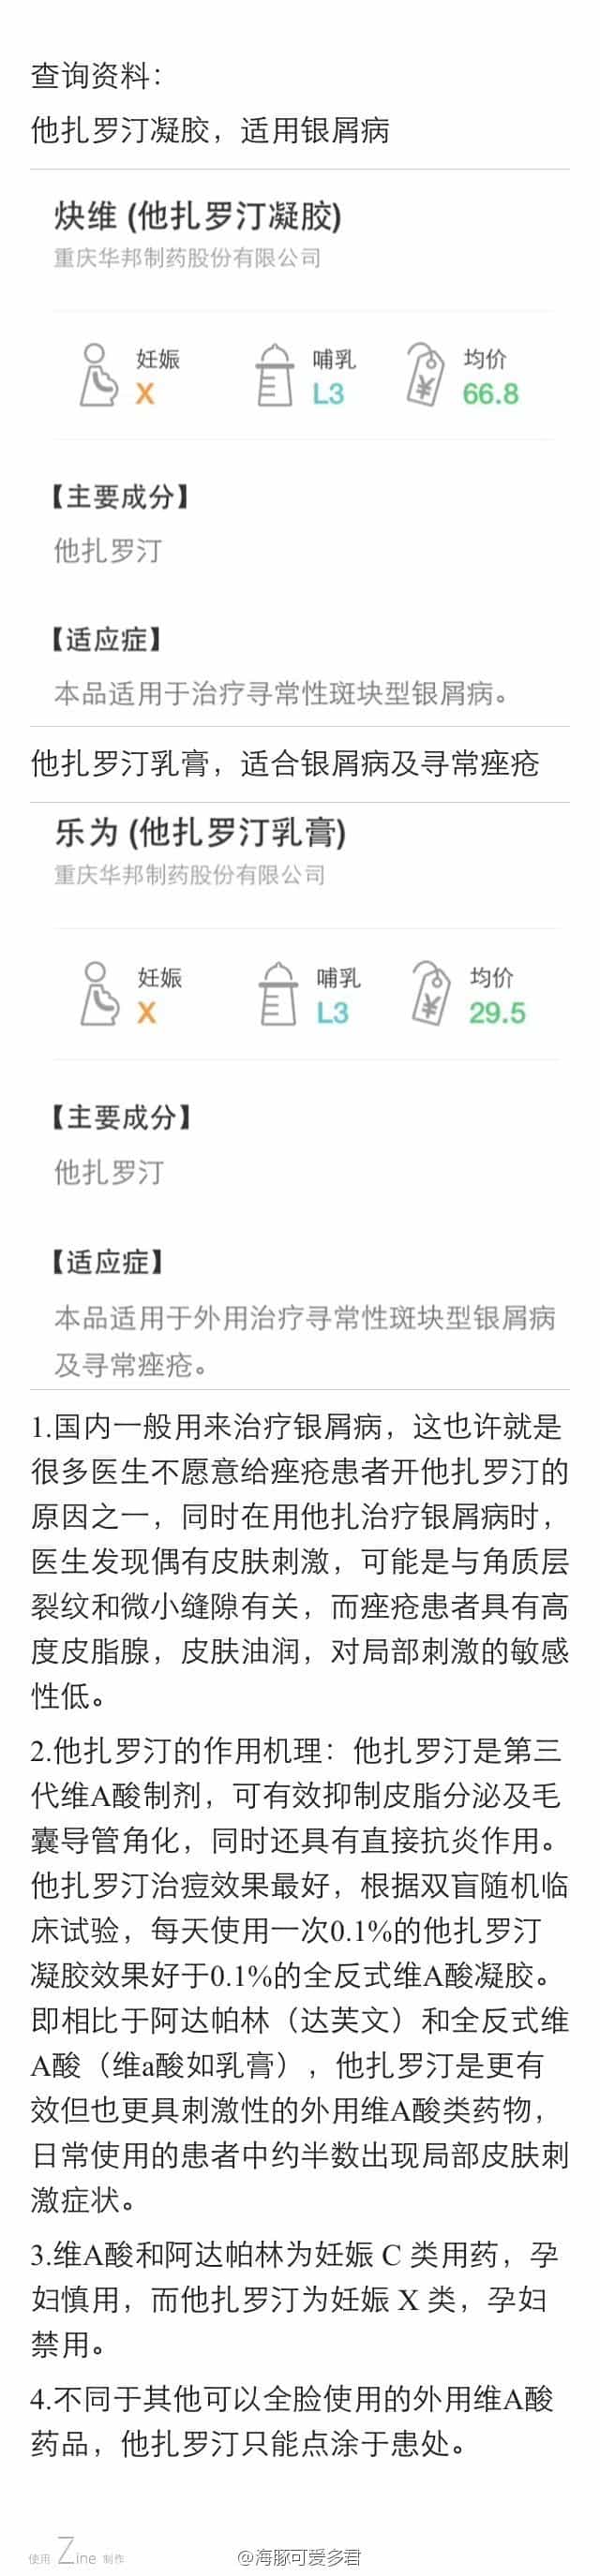 查询资料：
他扎罗汀凝胶，适用银屑病
炔维 (他扎罗汀凝胶)
重庆华邦制药股份有限公司
妊娠
X
哺乳
L3
¥
均价
66.8
【主要成分】
他扎罗汀
【适应症】
本品适用于治疗寻常性斑块型银屑病。
他扎罗汀乳膏，适合银屑病及寻常痤疮
乐为 (他扎罗汀乳膏)
重庆华邦制药股份有限公司
妊娠
X
哺乳
L3
¥
均价
29.5
【主要成分】
他扎罗汀
【适应症】
本品适用于外用治疗寻常性斑块型银屑病
及寻常痤疮。
1.国内一般用来治疗银屑病，这也许就是
很多医生不愿意给痤疮患者开他扎罗汀的
原因之一，同时在用他扎治疗银屑病时，
医生发现偶有皮肤刺激，可能是与角质层
裂纹和微小缝隙有关，而痤疮患者具有高
度皮脂腺，皮肤油润，对局部刺激的敏感
性低。
2.他扎罗汀的作用机理：他扎罗汀是第三
代维A酸制剂，可有效抑制皮脂分泌及毛
囊导管角化，同时还具有直接抗炎作用。
他扎罗汀治痘效果最好，根据双盲随机临
床试验，每天使用一次0.1%的他扎罗汀
凝胶效果好于0.1%的全反式维A酸凝胶。
即相比于阿达帕林（达芙文）和全反式维
A酸（维a酸如乳膏），他扎罗汀是更有
效但也更具刺激性的外用维A酸类药物，
日常使用的患者中约半数出现局部皮肤刺
激症状。
3.维A酸和阿达帕林为妊娠 C 类用药，孕
妇慎用，而他扎罗汀为妊娠 X 类，孕妇
禁用。
4.不同于其他可以全脸使用的外用维A酸
药品，他扎罗汀只能点涂于患处。
使用 Zine 制作
@海豚可爱多君